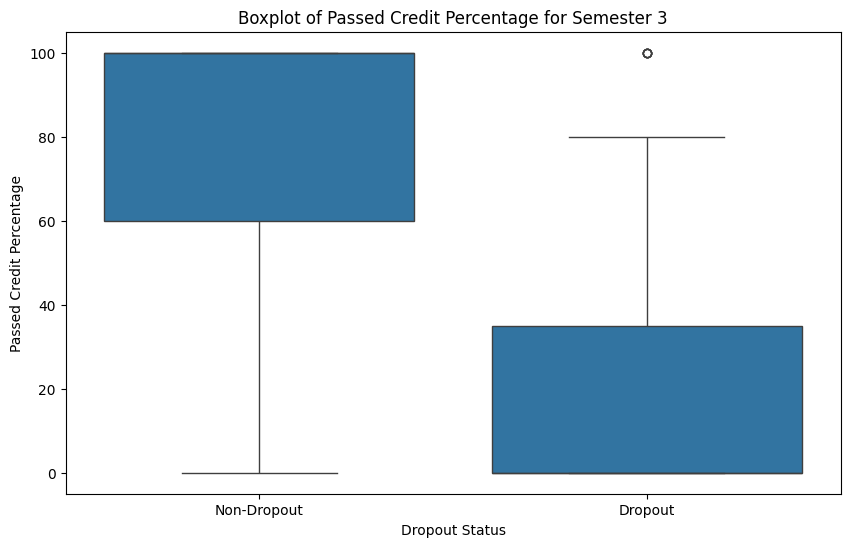 Boxplot of Passed Credit Percentage for Semester 3
100
80
60
40
20
0
Passed Credit Percentage
Non-Dropout
Dropout
Dropout Status